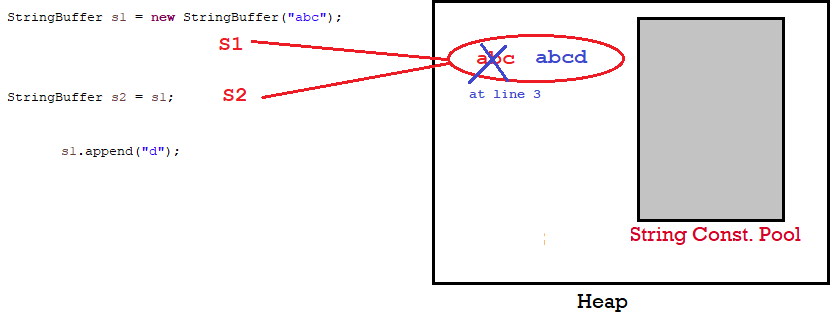 StringBuffer s1 = new StringBuffer("abc");
S1
abc abcd
S2
at line 3
StringBuffer s2 = s1;
s1.append("d");
String Const. Pool
Heap